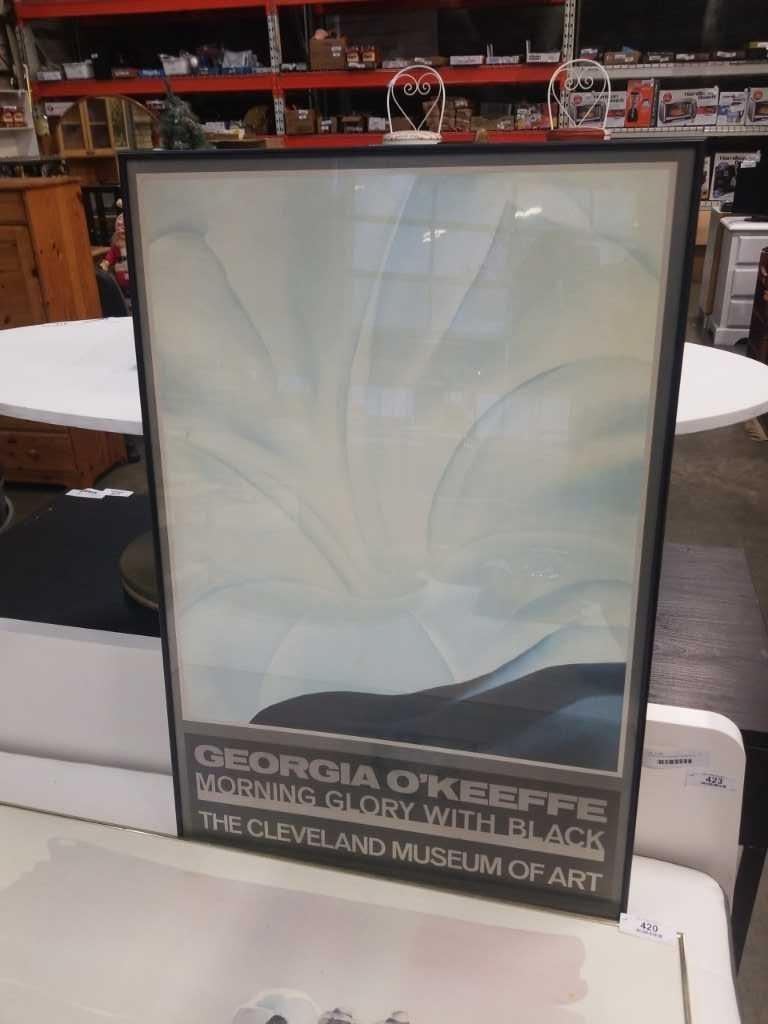 GEORGIA O'KEEFFE
MORNING GLORY WITH BLACK
THE CLEVELAND MUSEUM OF ART
423
420